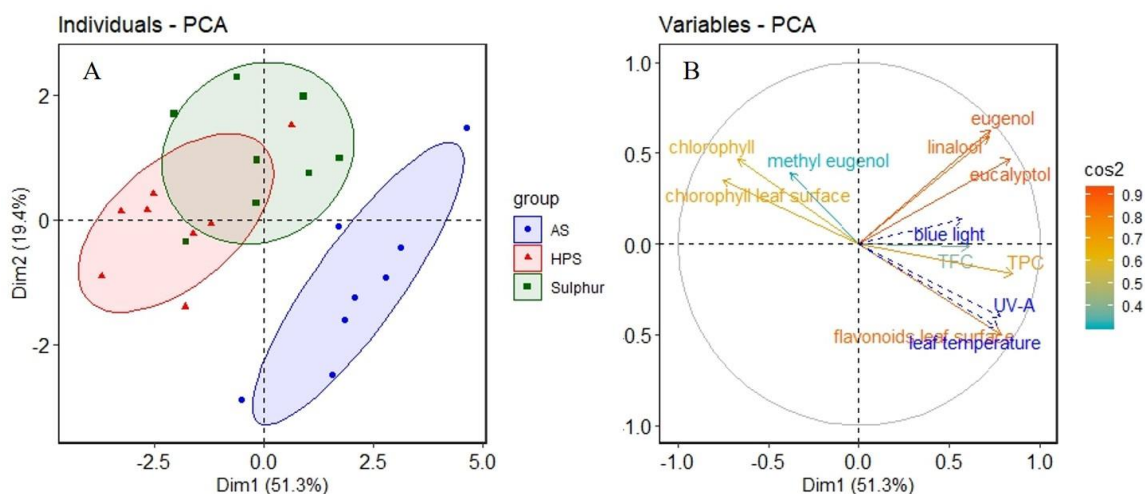 Individuals - PCA
A
Dim2 (19.4%)
2
0
-2
-2.5
0.0
2.5
5.0
Dim1 (51.3%)
group
AS
HPS
Sulphur
Variables - PCA
B
1.0
0.5
0.0
-0.5
-1.0
eugenol
linalool
eucalyptol
chlorophyll
methyl eugenol
chlorophyll leaf surface
blue light
TFC
TPC
UV-A
flavonoids leaf surface
leaf temperature
-1.0
-0.5
0.0
0.5
1.0
Dim1 (51.3%)
cos2
0.9
0.8
0.7
0.6
0.5
0.4